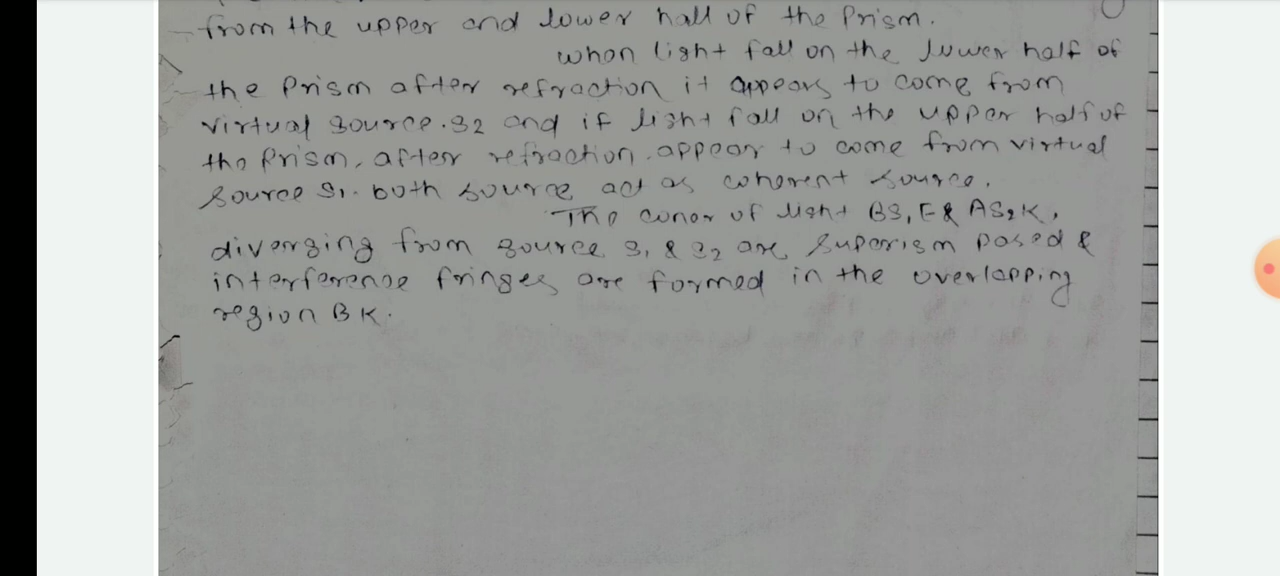 from the upper and lower half of the Prism.
when light fall on the lower half of
the Prism after refraction it appears to come from
virtual source.s2 and if light fall on the upper half of
the Prism, after refraction.appear to come from virtual
source s1. both source act as coherent source.
The coner of light BS1E & AS2K,
diverging from source s1 & s2 are superism posed &
interference fringes are formed in the overlapping
region BK.